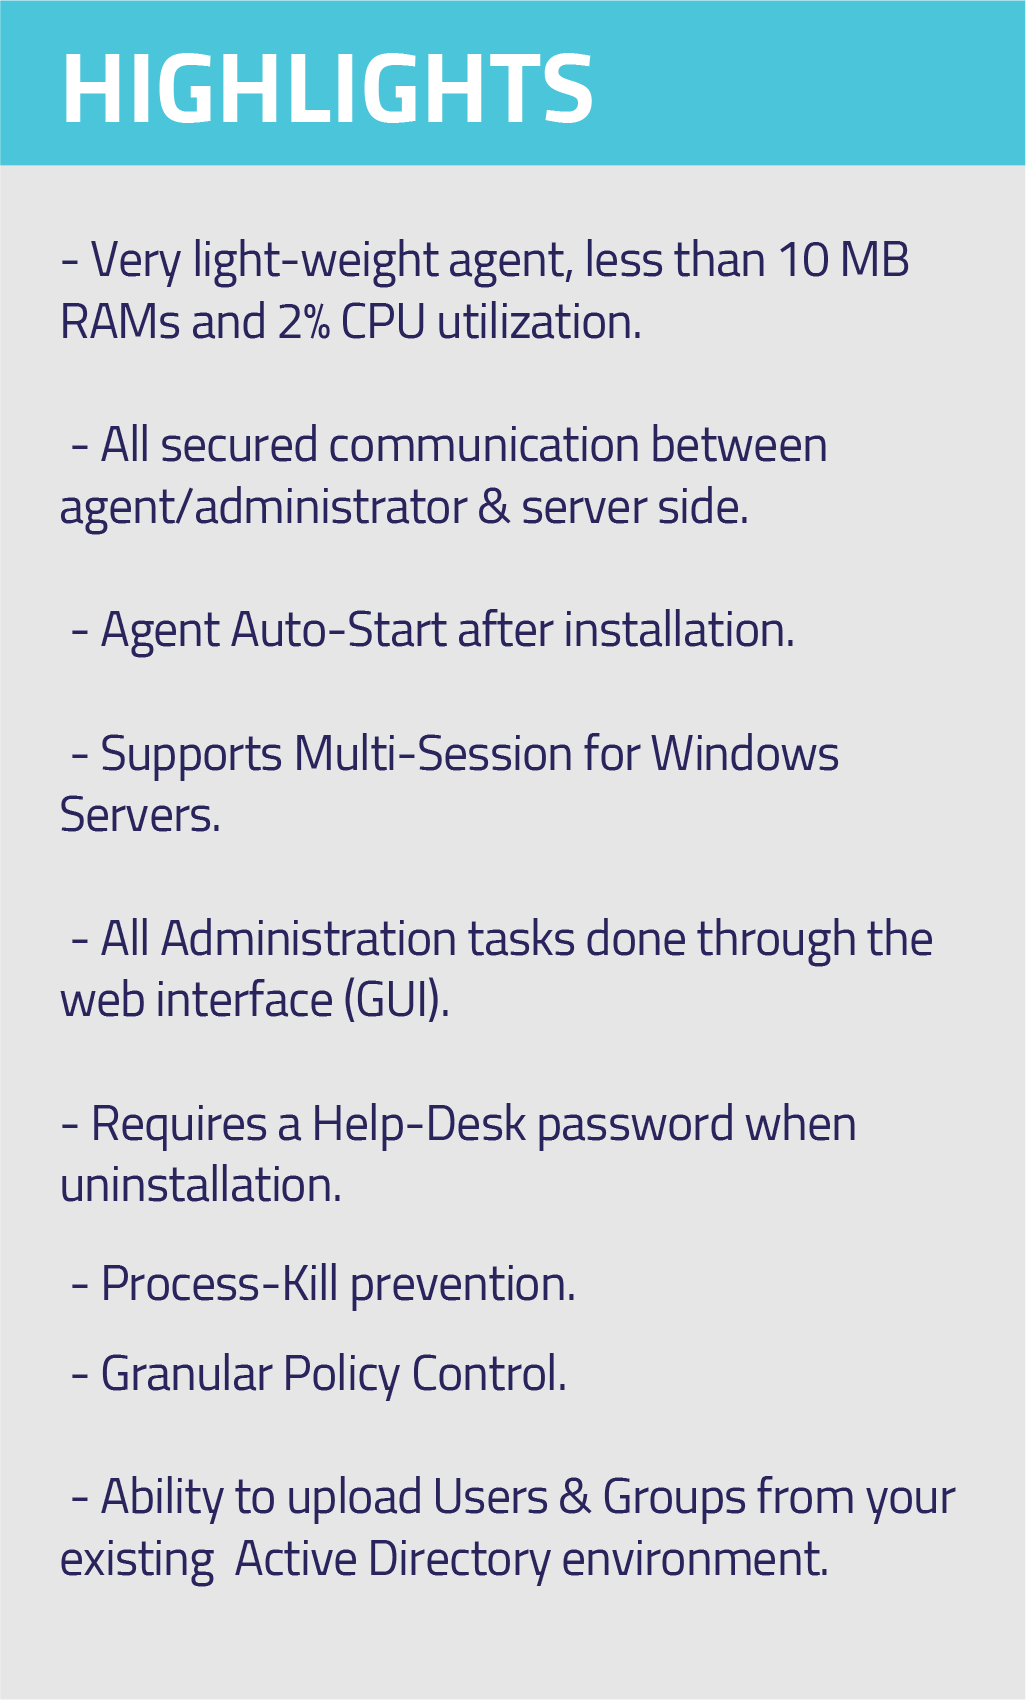 HIGHLIGHTS
- Very light-weight agent, less than 10 MB
RAMs and 2% CPU utilization.
- All secured communication between
agent/administrator & server side.
- Agent Auto-Start after installation.
- Supports Multi-Session for Windows
Servers.
- All Administration tasks done through the
web interface (GUI).
- Requires a Help-Desk password when
uninstallation.
- Process-Kill prevention.
- Granular Policy Control.
- Ability to upload Users & Groups from your
existing  Active Directory environment.